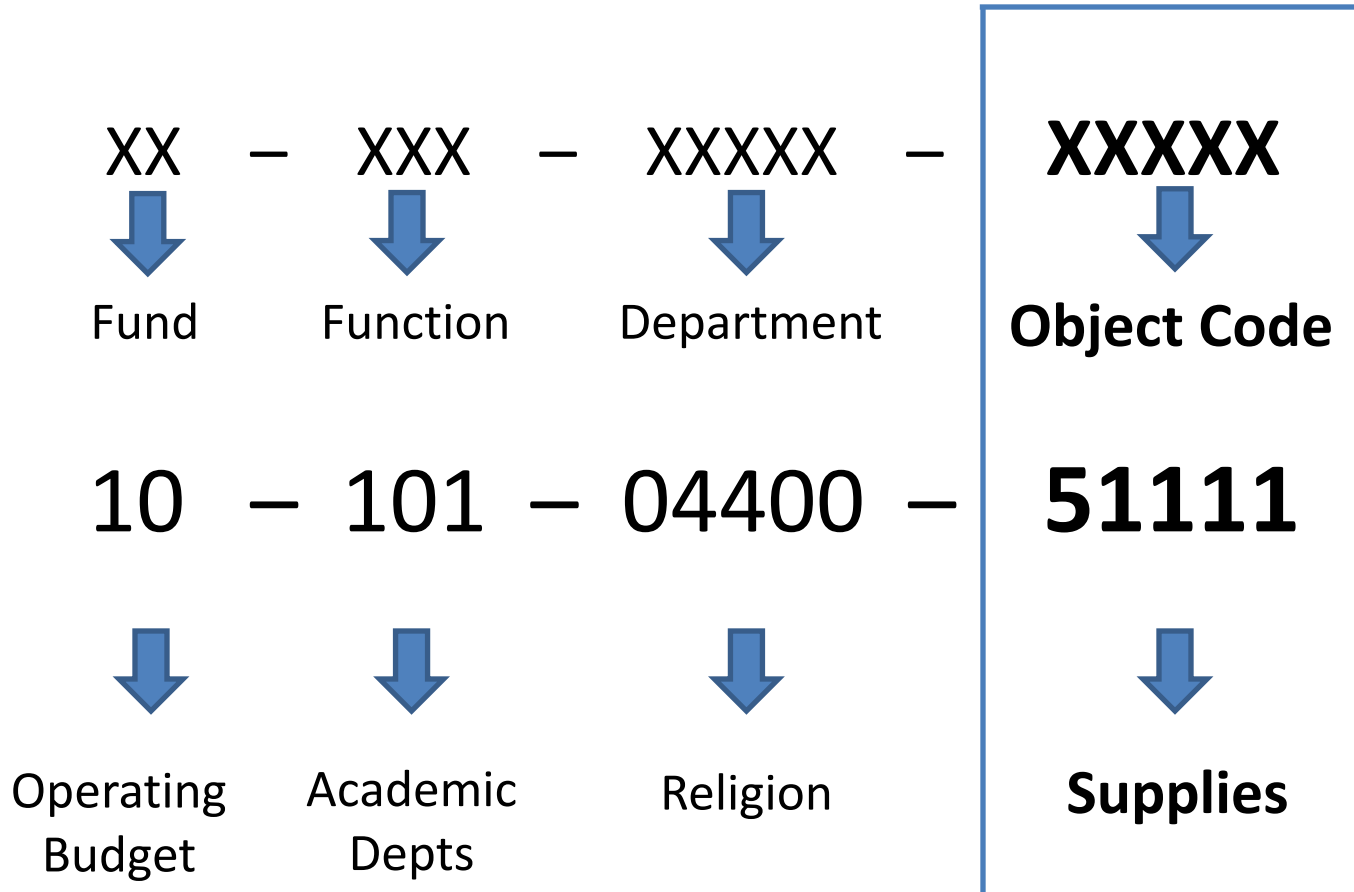 XX – XXX – XXXXX – XXXXX
Fund Function Department Object Code
10 – 101 – 04400 – 51111
Operating Academic Religion Supplies
Budget Depts